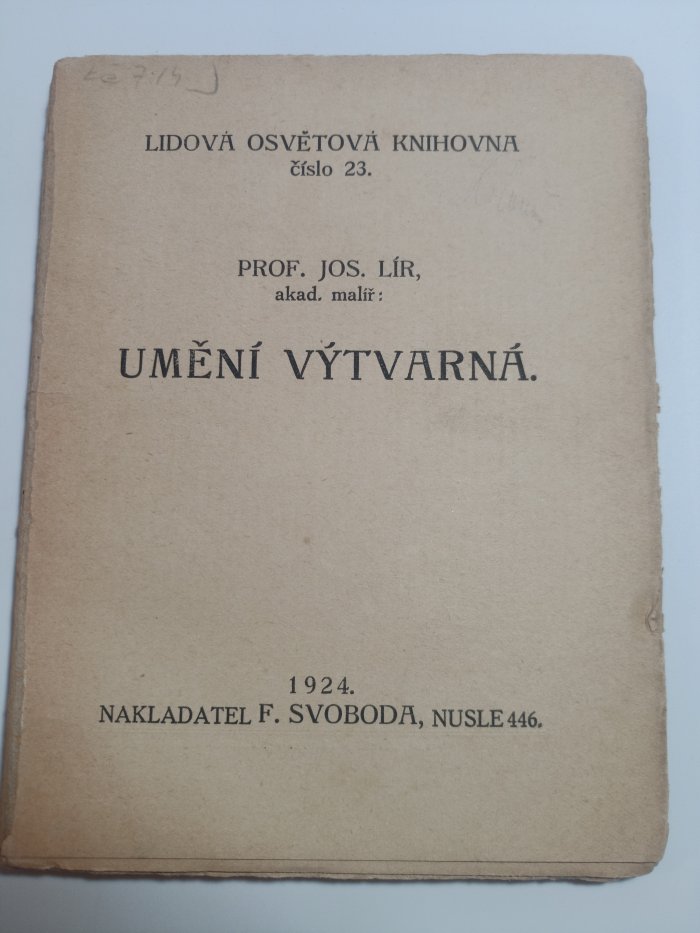 LIDOVÁ OSVĚTOVÁ KNIHOVNA
číslo 23.
PROF. JOS. LÍR,
akad. malíř:
UMĚNÍ VÝTVARNÁ.
1924.
NAKLADATEL F. SVOBODA, NUSLE 446.